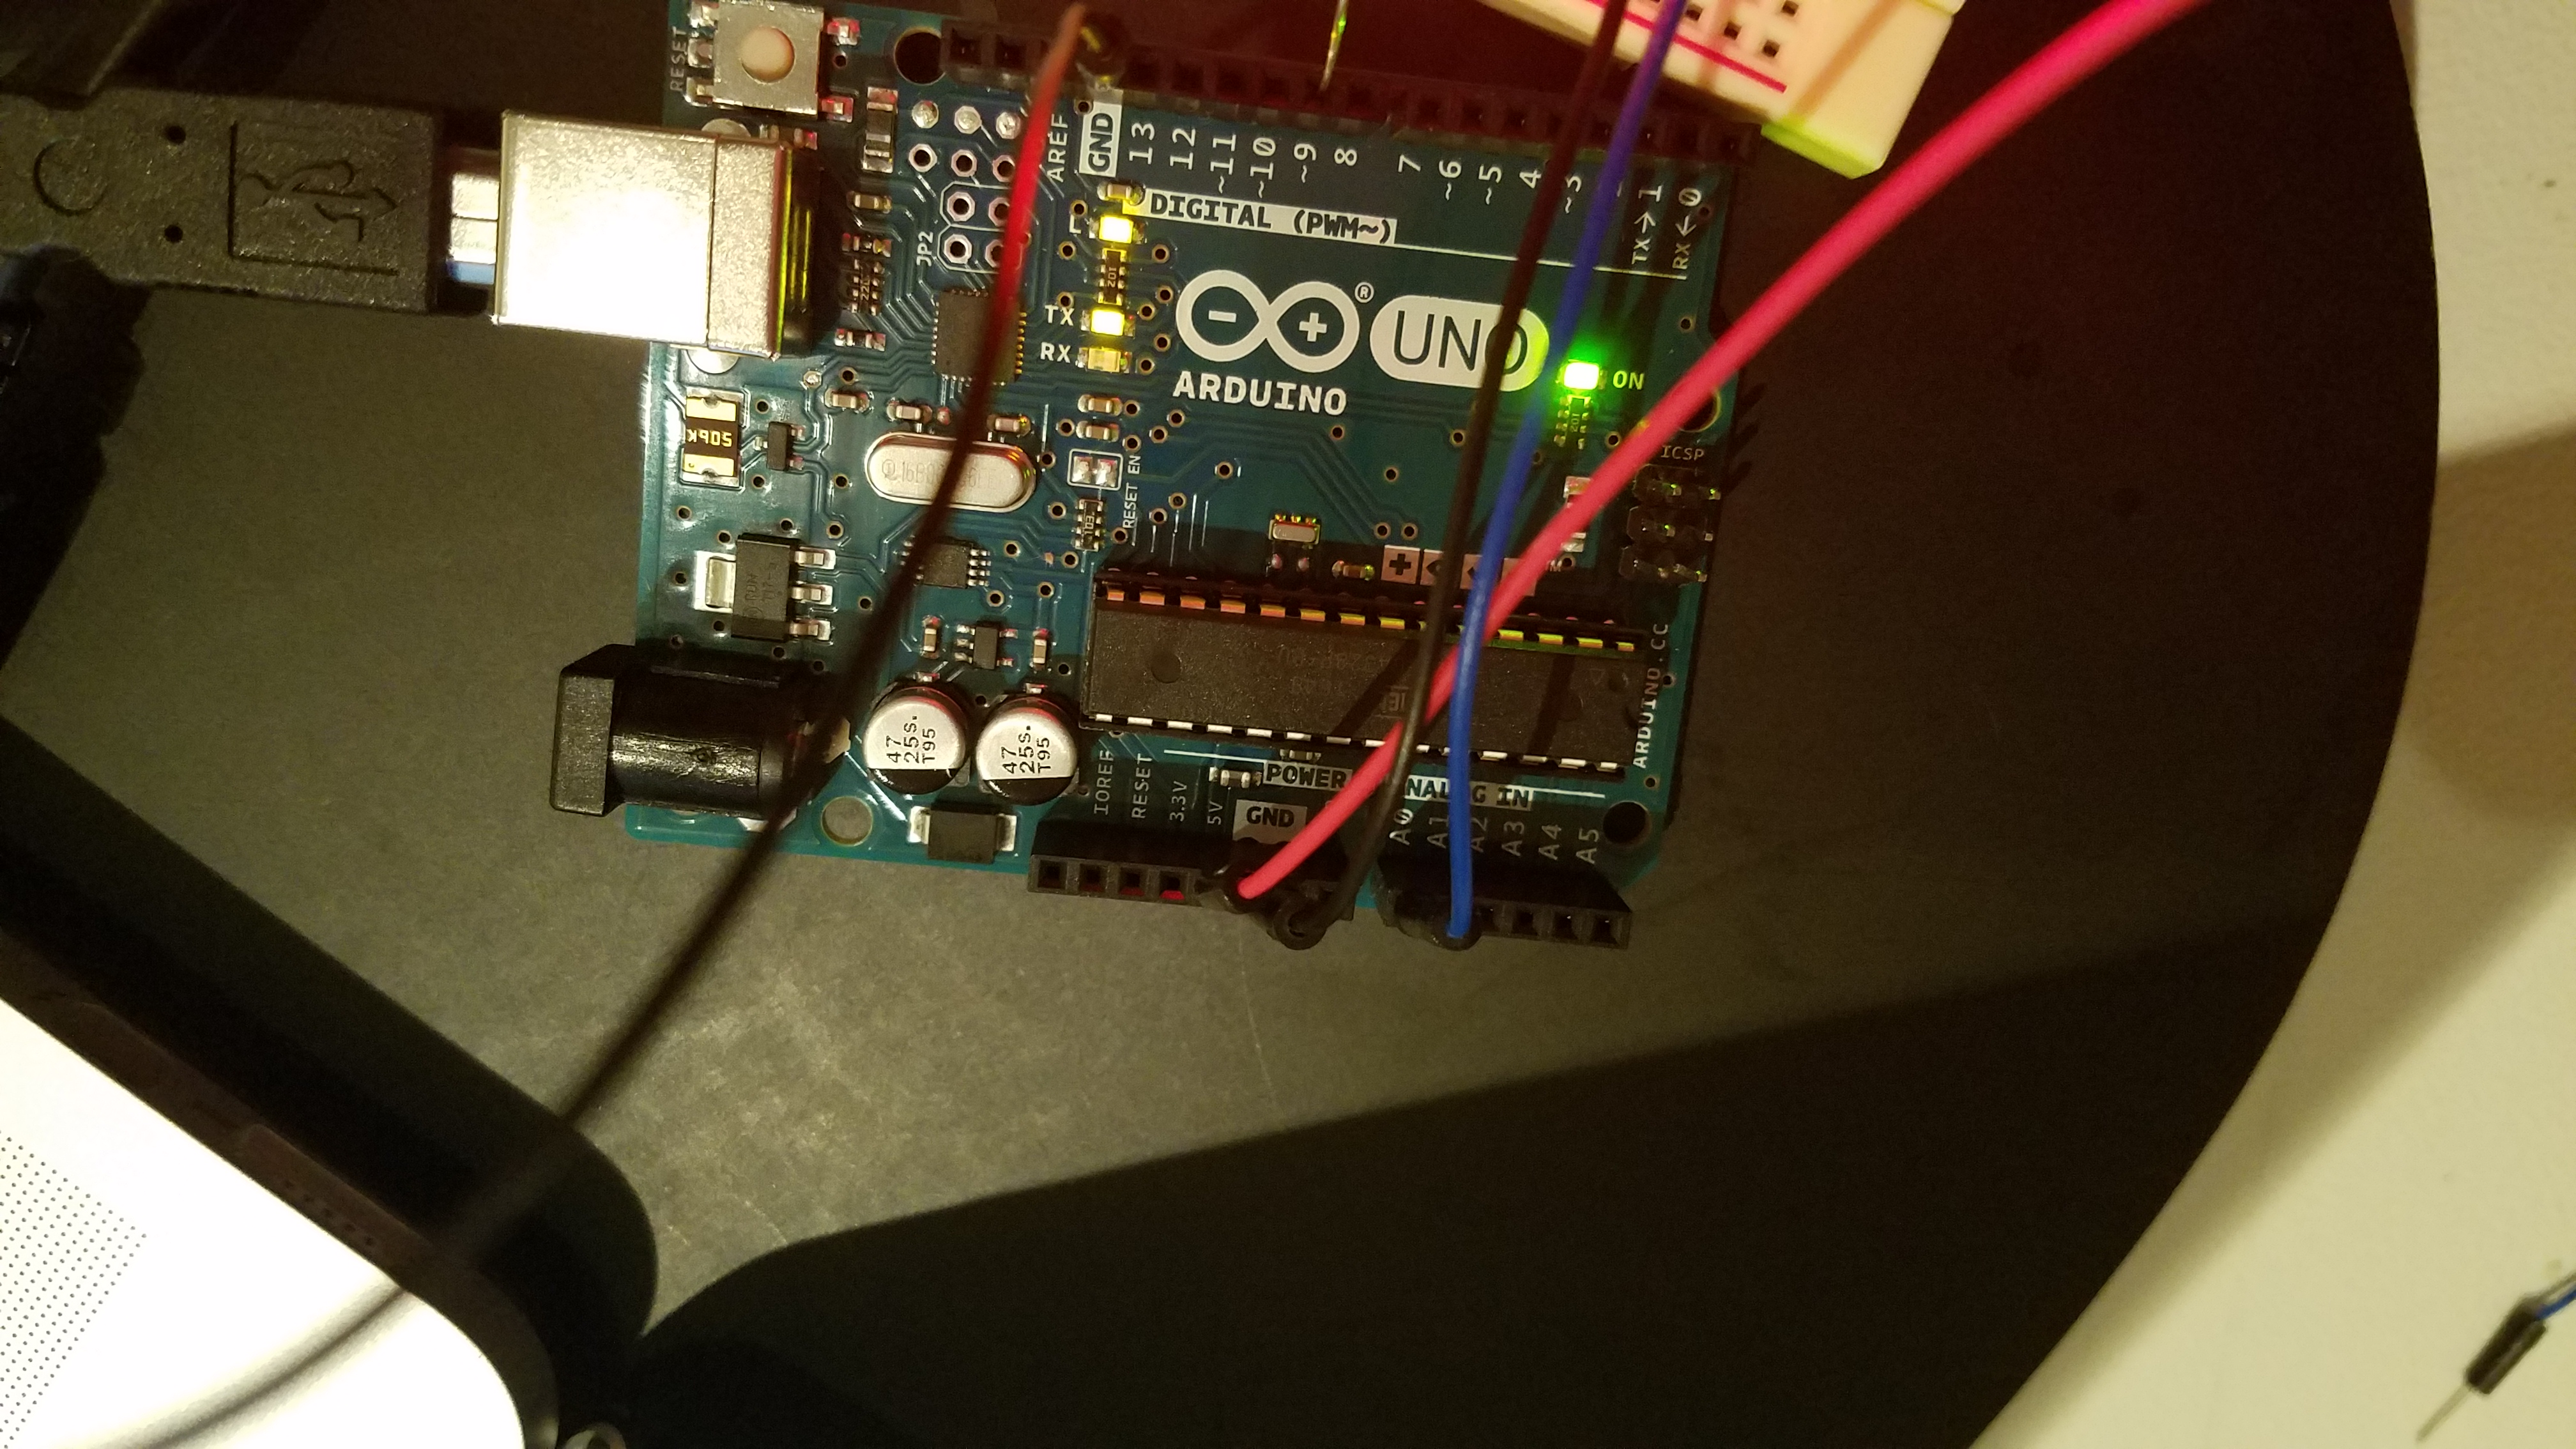 RESET
AREF
GND
13
12
~11
~10
~9
8
7
~6
~5
4
~3
TX→1
RX←0
DIGITAL (PWM~)
L
TX
RX
JP2
®
UNO
ARDUINO
ON
ICSP
506K
RESET EN
ARDUINO.CC
47
25s.
T95
47
25s.
T95
IOREF
RESET
3.3V
5V
GND
POWER
ANALOG IN
A0
A1
A2
A3
A4
A5